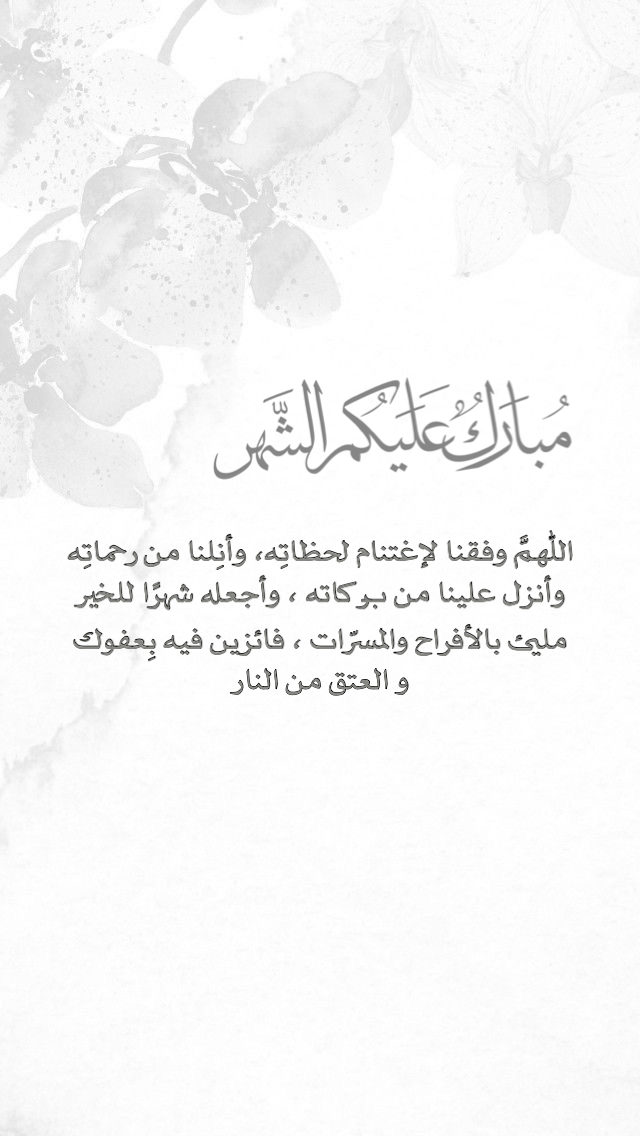 مُبارَكٌ عَلَيكُم الشَّهر
اللّٰهمَّ وفقنا لإغتنام لحظاتِه، وأنِلنا من رحماتِه
وأنزل علينا من بركاته ، وأجعله شهرًا للخير
مليئ بالأفراح والمسرّات ، فائزين فيه بِعفوك
و العتق من النار